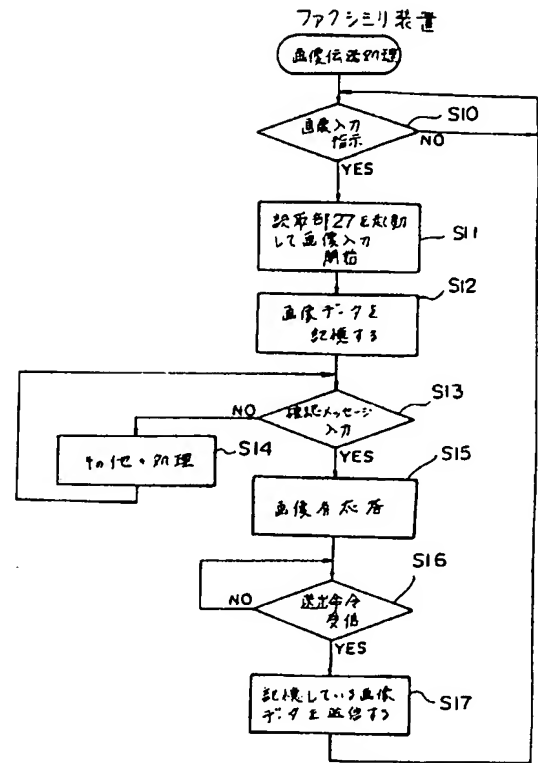 ファクシミリ装置
画像伝送処理
画像入力
指示
S10
NO
YES
読取部27を起動
して画像入力
開始
S11
画像データを
記憶する
S12
確認メッセージ
入力
S13
NO
YES
その他の処理
S14
画像有応答
S15
送出命令
受信
S16
NO
YES
記憶している画像
データを送信する
S17